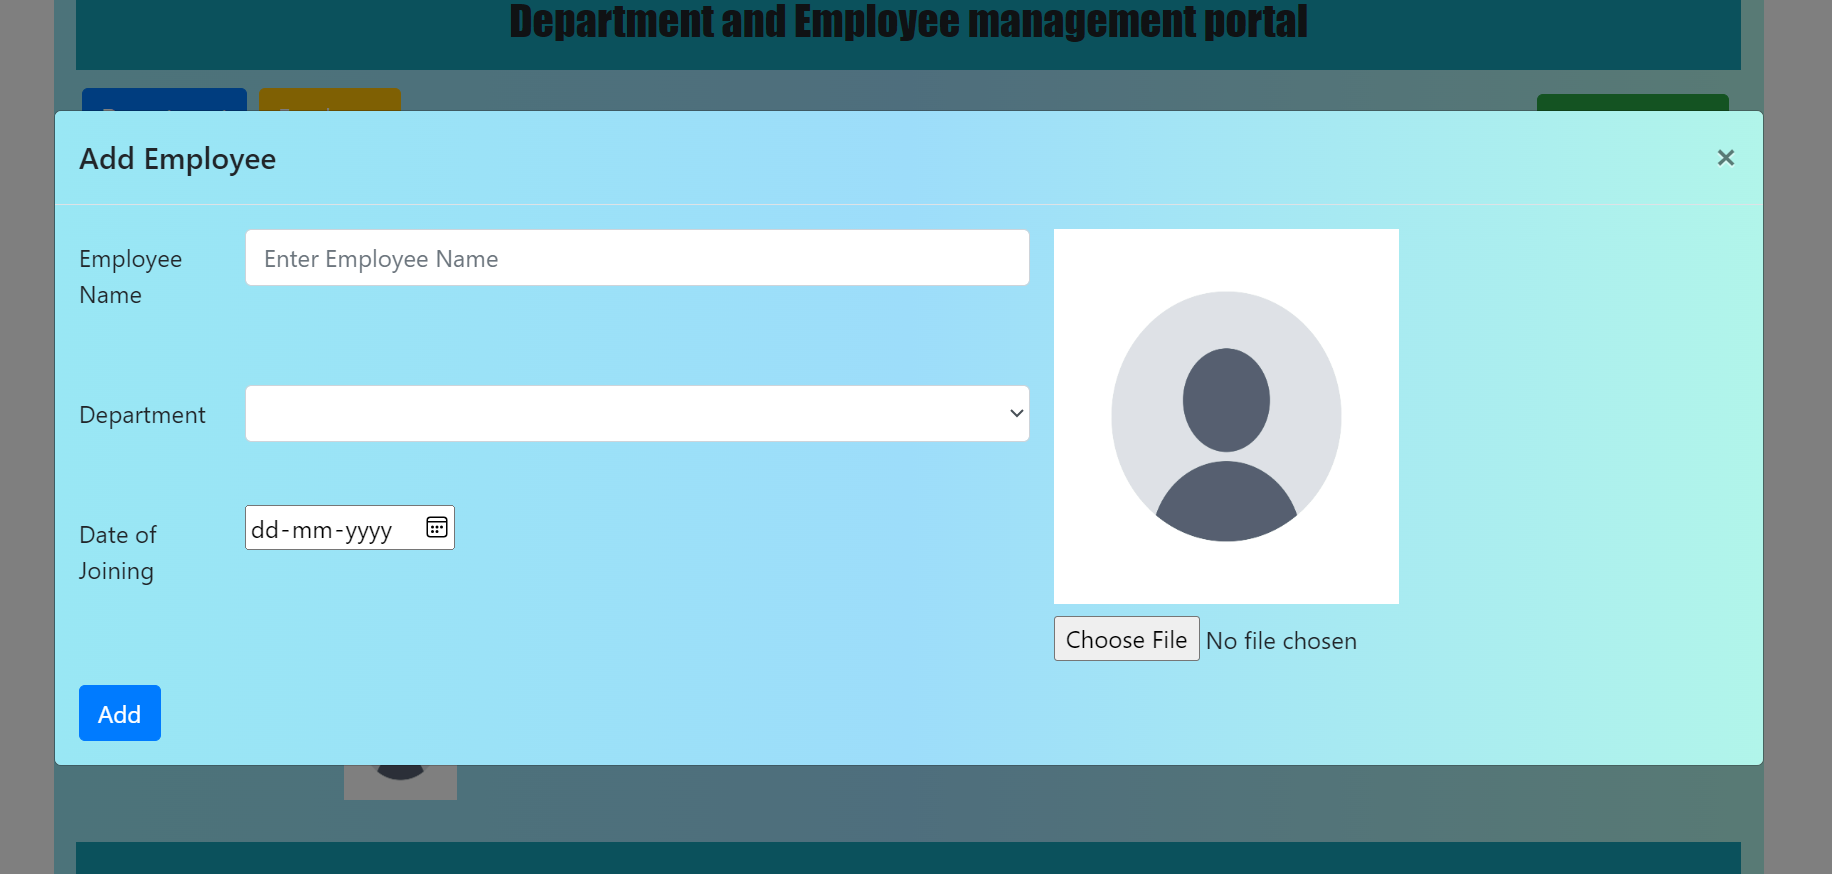 Department and Employee management portal
Add Employee
×
Employee
Name
Enter Employee Name
Department
Date of
Joining
dd-mm-yyyy
Choose File No file chosen
Add